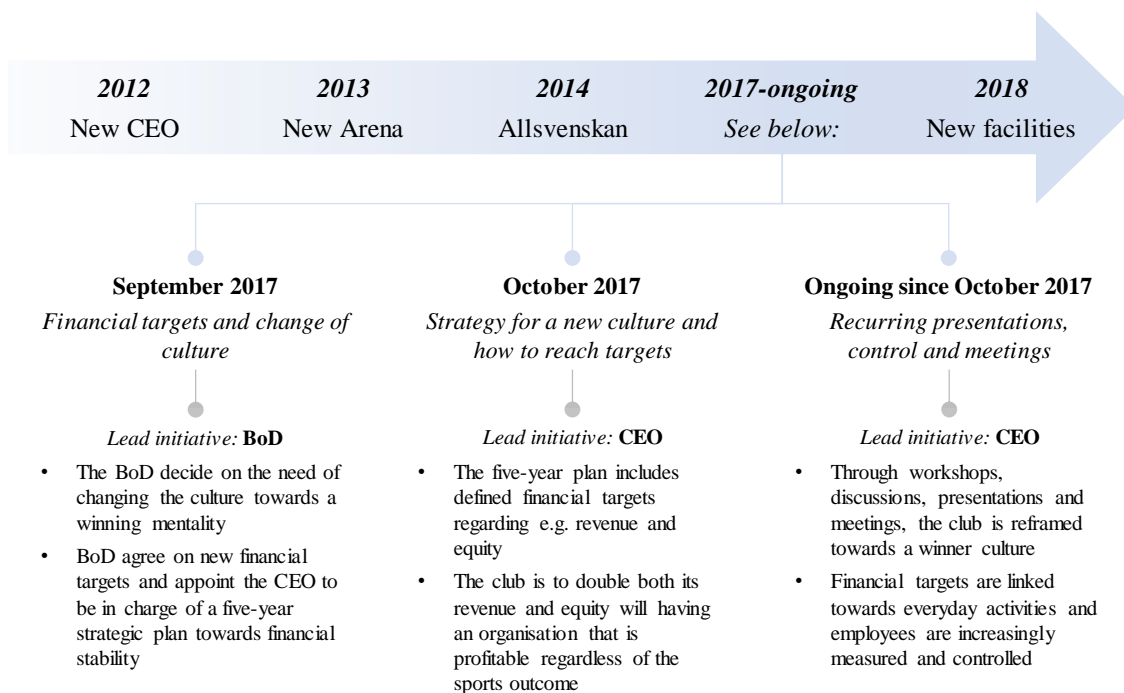 2012
New CEO
2013
New Arena
2014
Allsvenskan
2017-ongoing
See below:
2018
New facilities
September 2017
Financial targets and change of
culture
Lead initiative: BoD
• The BoD decide on the need of
changing the culture towards a
winning mentality
• BoD agree on new financial
targets and appoint the CEO to
be in charge of a five-year
strategic plan towards financial
stability
October 2017
Strategy for a new culture and
how to reach targets
Lead initiative: CEO
• The five-year plan includes
defined financial targets
regarding e.g. revenue and
equity
• The club is to double both its
revenue and equity will having
an organisation that is
profitable regardless of the
sports outcome
Ongoing since October 2017
Recurring presentations,
control and meetings
Lead initiative: CEO
• Through workshops,
discussions, presentations and
meetings, the club is reframed
towards a winner culture
• Financial targets are linked
towards everyday activities and
employees are increasingly
measured and controlled